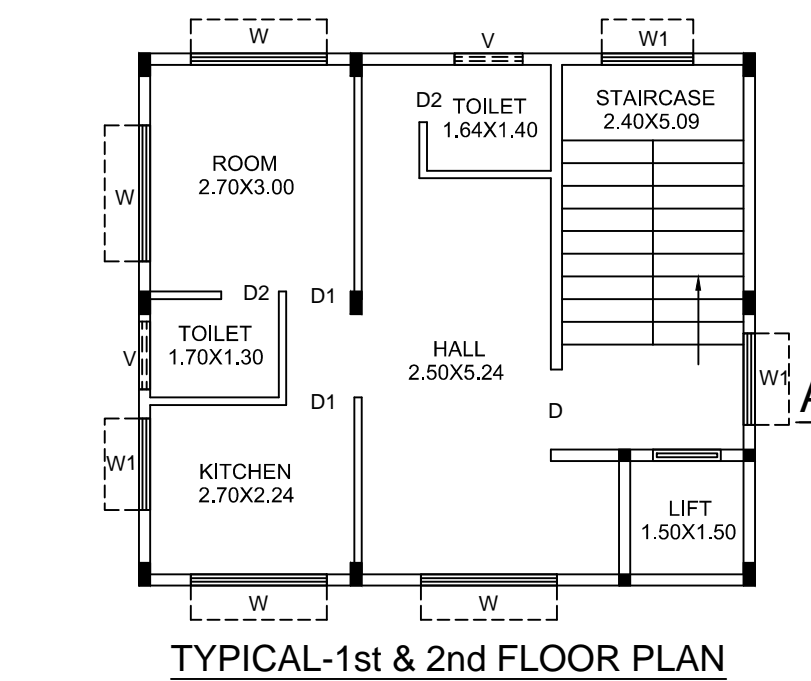 W
V
W1
D2
TOILET
1.64X1.40
STAIRCASE
2.40X5.09
ROOM
2.70X3.00
W
D2
D1
TOILET
1.70X1.30
V
HALL
2.50X5.24
W1
A
D1
D
W1
KITCHEN
2.70X2.24
LIFT
1.50X1.50
W
W
TYPICAL-1st & 2nd FLOOR PLAN